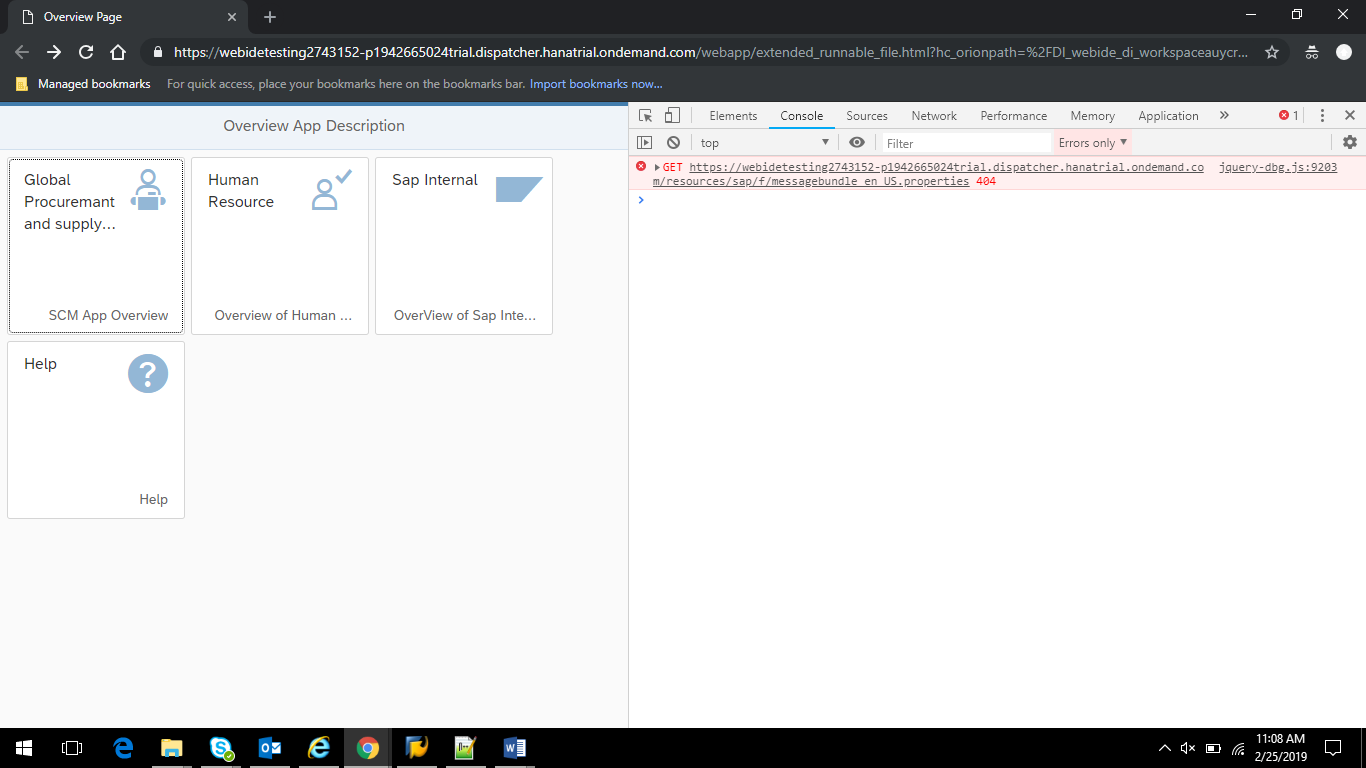 Overview Page
https://webidetesting2743152-p1942665024trial.dispatcher.hanatrial.ondemand.com/webapp/extended_runnable_file.html?hc_orionpath=%2FDI_webide_di_workspaceauycr...
Managed bookmarks For quick access, place your bookmarks here on the bookmarks bar. Import bookmarks now...
Overview App Description
Global
Procuremant
and supply...
SCM App Overview
Human
Resource
Overview of Human ...
Sap Internal
OverView of Sap Inte...
Help
?
Help
Elements Console Sources Network Performance Memory Application » 1
top Filter Errors only
GET https://webidetesting2743152-p1942665024trial.dispatcher.hanatrial.ondemand.co jquery-dbg.js:9203
m/resources/sap/f/messagebundle_en_US.properties 404
11:08 AM
2/25/2019